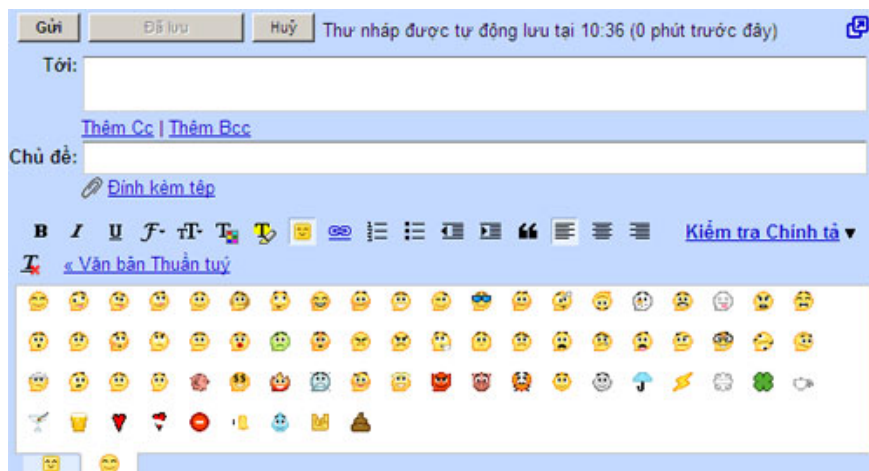 Gửi Đã lưu Huỷ Thư nháp được tự động lưu tại 10:36 (0 phút trước đây)
Tới:
Thêm Cc | Thêm Bcc
Chủ đề:
Đính kèm tệp
B I U F TT T T Kiểm tra Chính tả ▼
T « Văn bản Thuần tuý